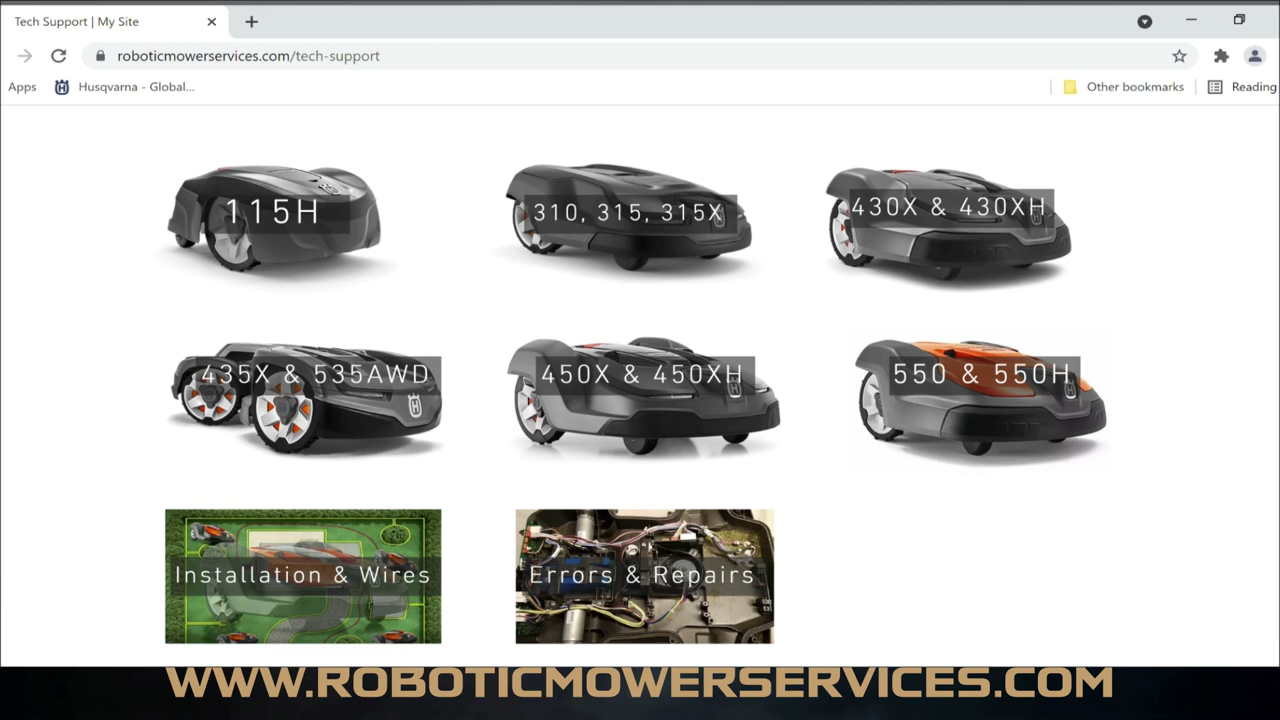 Tech Support | My Site
roboticmowerservices.com/tech-support
Apps Husqvarna - Global... Other bookmarks Reading
115H
310, 315, 315X
430X & 430XH
435X & 535AWD
450X & 450XH
550 & 550H
Installation & Wires
Errors & Repairs
WWW.ROBOTICMOWERSERVICES.COM